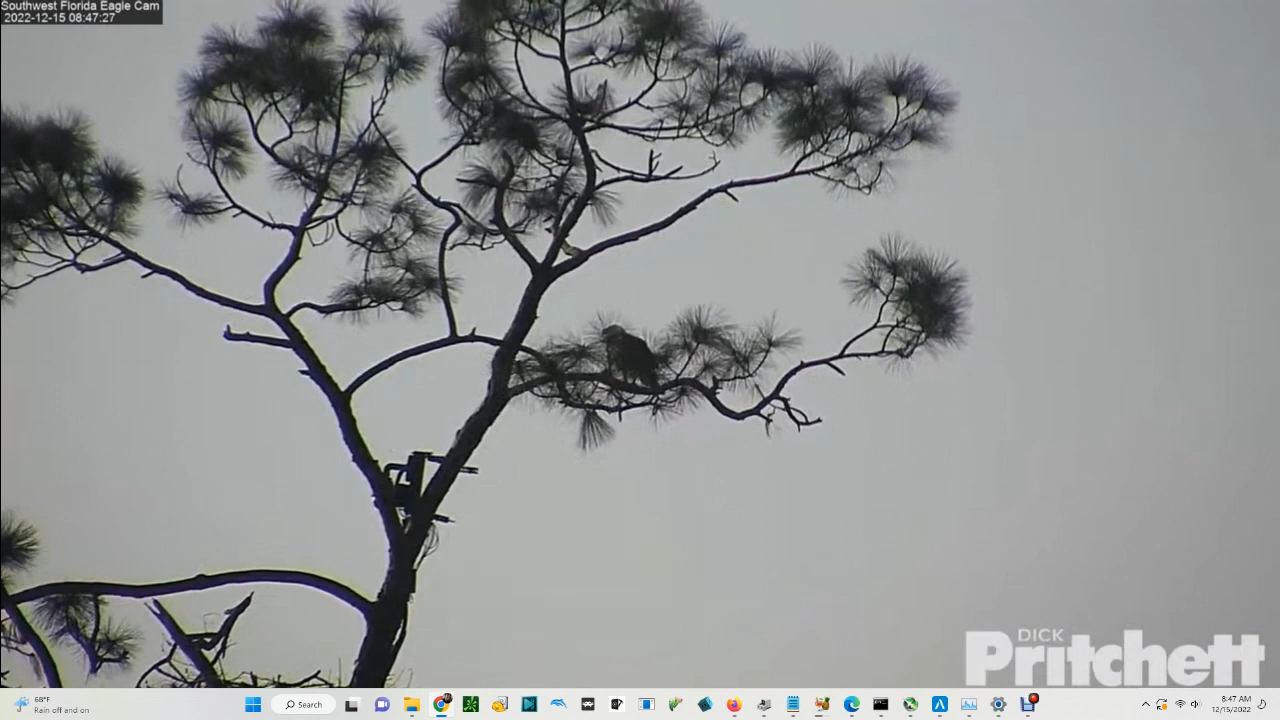 Southwest Florida Eagle Cam
2022-12-15 08:47:27
DICK
Pritchett
68°F
Rain off and on
Search
8:47 AM
12/15/2022